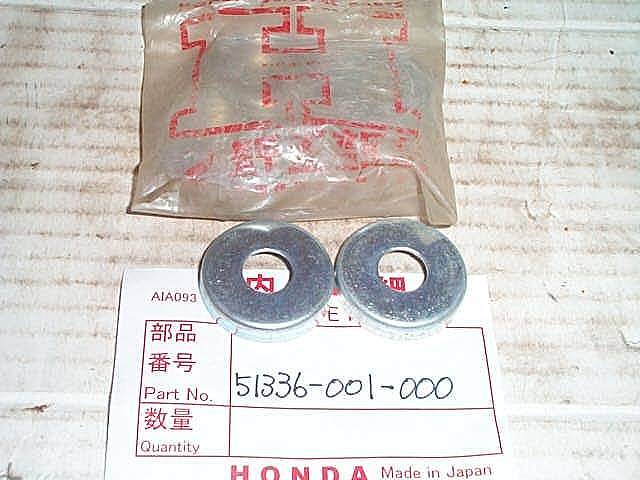 AIA093
部品
番号
Part No. 51336-001-000
数量
Quantity
HONDA Made in Japan